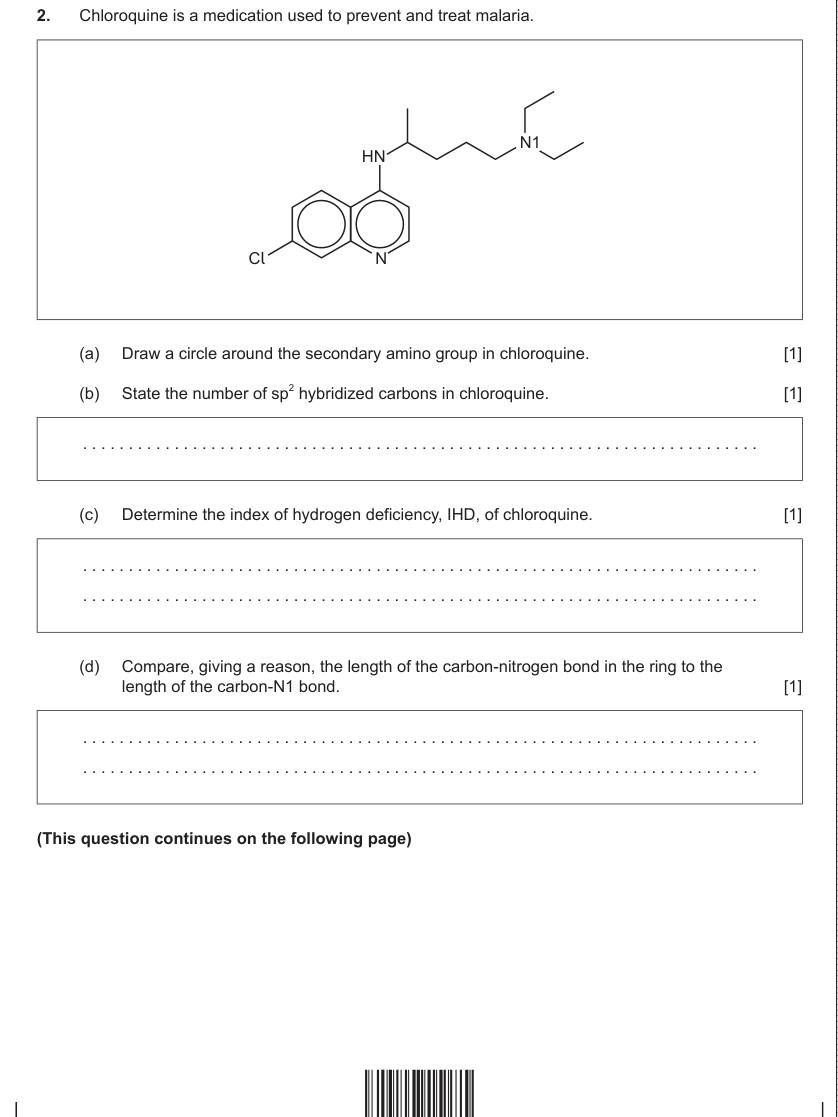 2. Chloroquine is a medication used to prevent and treat malaria.
N1
HN
Cl
N
(a) Draw a circle around the secondary amino group in chloroquine. [1]
(b) State the number of sp² hybridized carbons in chloroquine. [1]
(c) Determine the index of hydrogen deficiency, IHD, of chloroquine. [1]
(d) Compare, giving a reason, the length of the carbon-nitrogen bond in the ring to the
length of the carbon-N1 bond. [1]
(This question continues on the following page)